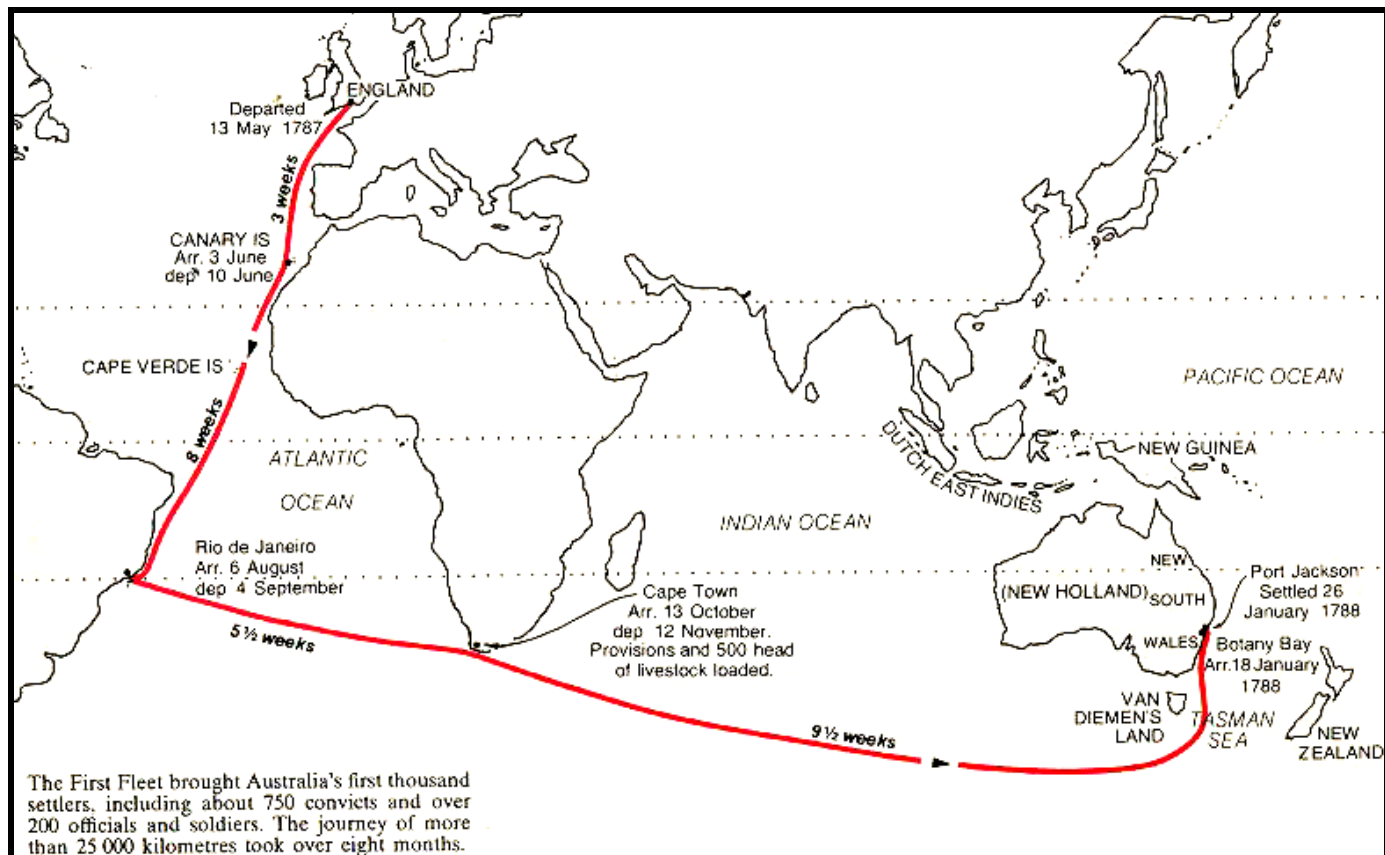 ENGLAND
Departed
13 May 1787
3 weeks
CANARY IS
Arr. 3 June
dep 10 June
CAPE VERDE IS
8 weeks
ATLANTIC
OCEAN
PACIFIC OCEAN
NEW GUINEA
DUTCH EAST INDIES
INDIAN OCEAN
Rio de Janeiro
Arr. 6 August
dep 4 September
5 ½ weeks
Cape Town
Arr. 13 October
dep 12 November.
Provisions and 500 head
of livestock loaded.
(NEW HOLLAND)
NEW
SOUTH
WALES
Port Jackson
Settled 26
January 1788
Botany Bay
Arr.18 January
1788
VAN
DIEMEN'S
LAND
TASMAN
SEA
NEW
ZEALAND
9 ½ weeks
The First Fleet brought Australia's first thousand
settlers, including about 750 convicts and over
200 officials and soldiers. The journey of more
than 25 000 kilometres took over eight months.